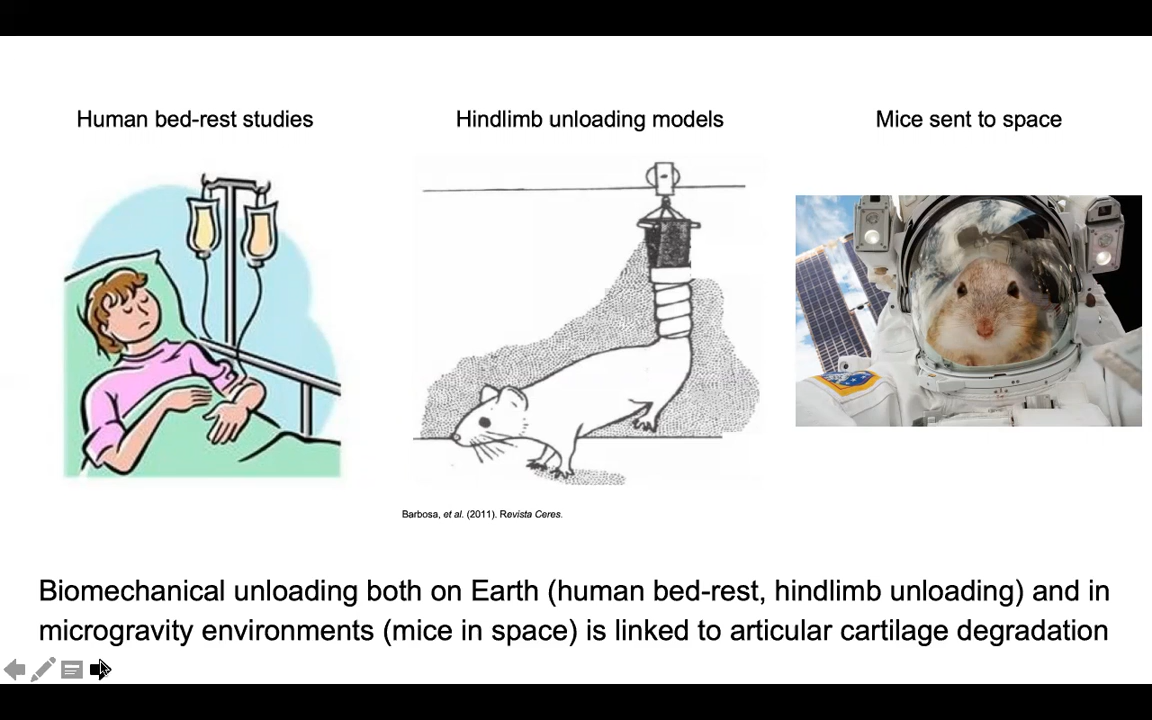 Human bed-rest studies
Hindlimb unloading models
Mice sent to space
Barbosa, et al. (2011). Revista Ceres.
Biomechanical unloading both on Earth (human bed-rest, hindlimb unloading) and in
microgravity environments (mice in space) is linked to articular cartilage degradation